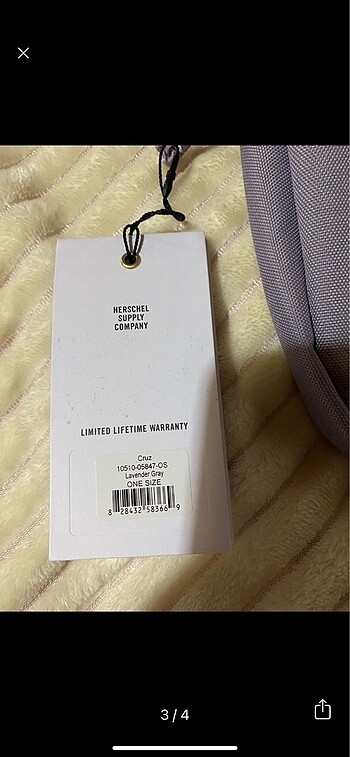 HERSCHEL
SUPPLY
COMPANY
LIMITED LIFETIME WARRANTY
Cruz
10510-05847-OS
Lavender Gray
ONE SIZE
8 28432 58366 9
3 / 4